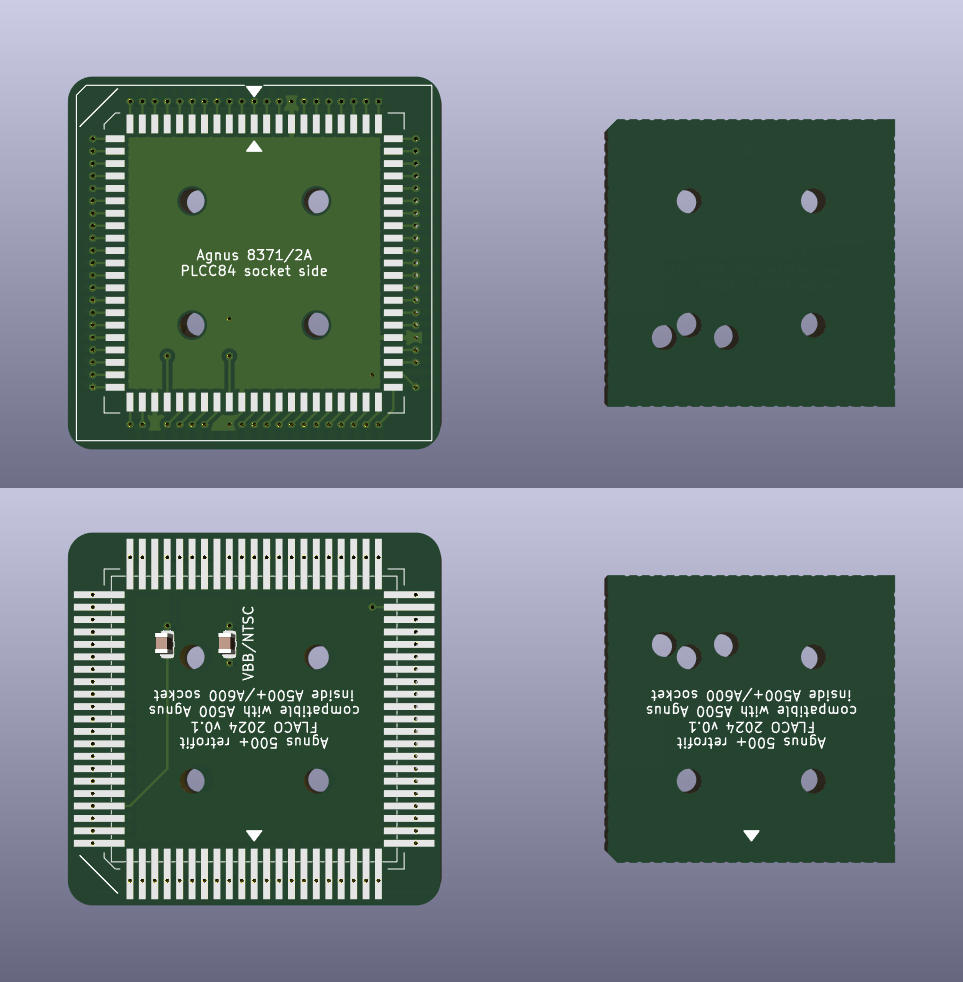 Agnus 8371/2A
PLCC84 socket side
VBB/NTSC
Agnus 500+ retrofit
FLACO 2024 v0.1
compatible with A500 Agnus
inside A500+/A600 socket
Agnus 500+ retrofit
FLACO 2024 v0.1
compatible with A500 Agnus
inside A500+/A600 socket